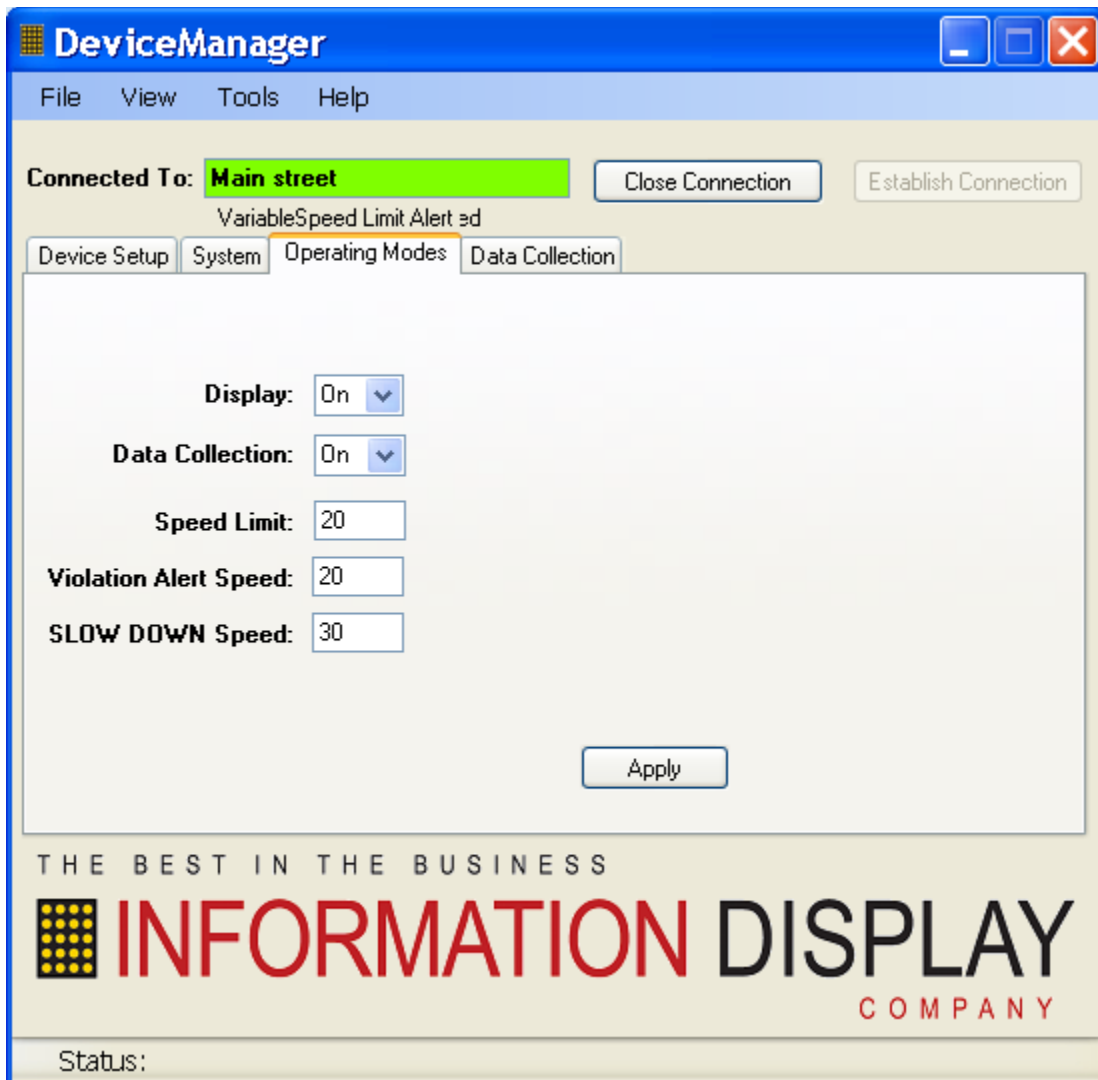 DeviceManager
File View Tools Help
Connected To: Main street Close Connection Establish Connection
VariableSpeed Limit Alert ed
Device Setup System Operating Modes Data Collection
Display: On
Data Collection: On
Speed Limit: 20
Violation Alert Speed: 20
SLOW DOWN Speed: 30
Apply
THE BEST IN THE BUSINESS
INFORMATION DISPLAY
COMPANY
Status: